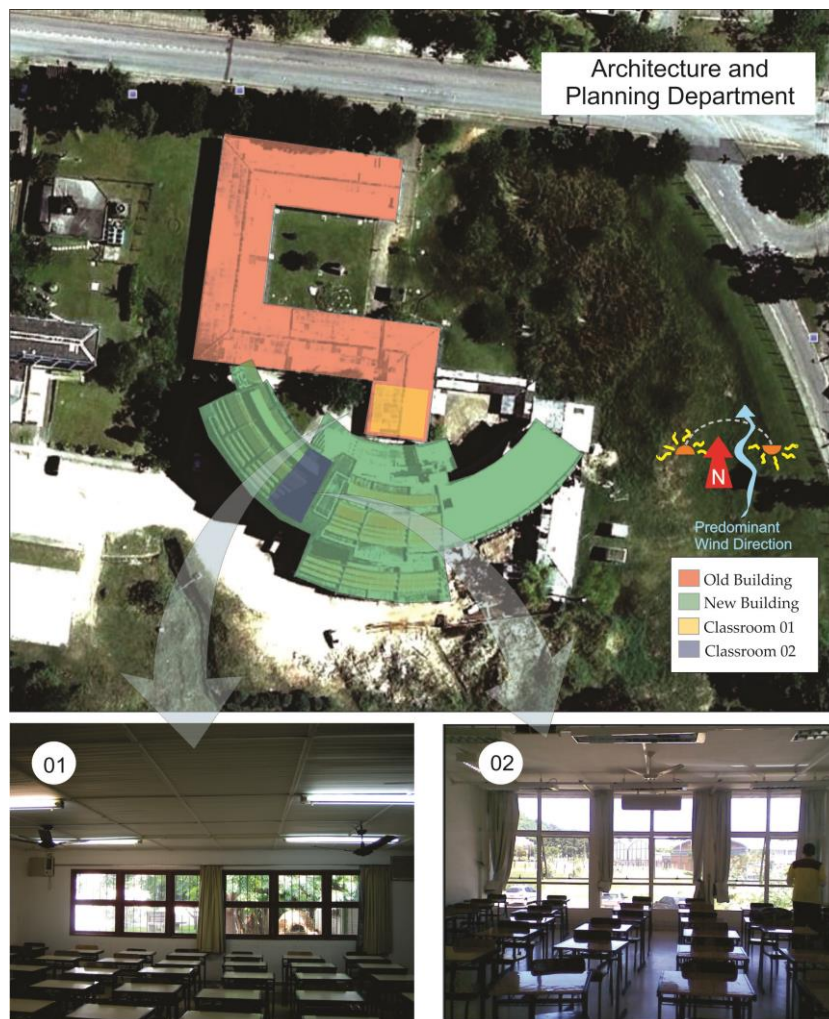 Architecture and
Planning Department
N
Predominant
Wind Direction
Old Building
New Building
Classroom 01
Classroom 02
01
02